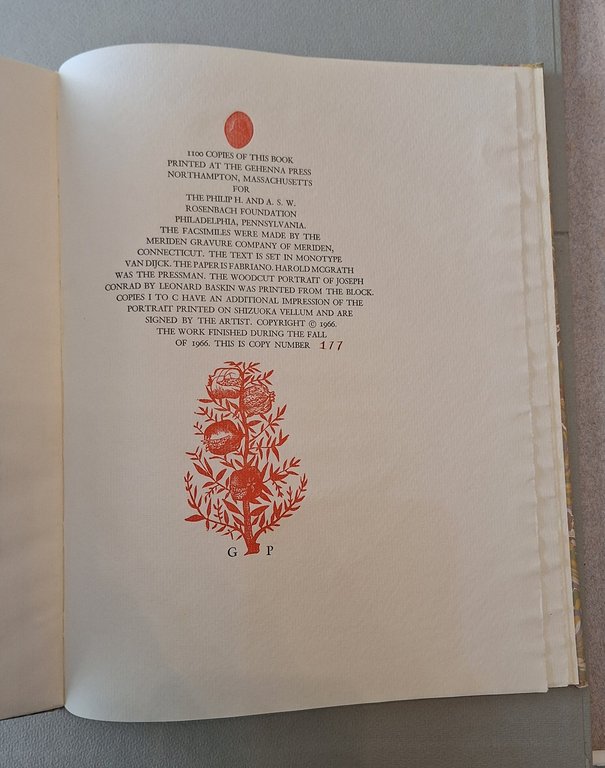 1100 COPIES OF THIS BOOK
PRINTED AT THE GEHENNA PRESS
NORTHAMPTON, MASSACHUSETTS
FOR
THE PHILIP H. AND A. S. W.
ROSENBACH FOUNDATION
PHILADELPHIA, PENNSYLVANIA.
THE FACSIMILES WERE MADE BY THE
MERIDEN GRAVURE COMPANY OF MERIDEN,
CONNECTICUT. THE TEXT IS SET IN MONOTYPE
VAN DIJCK. THE PAPER IS FABRIANO. HAROLD MCGRATH
WAS THE PRESSMAN. THE WOODCUT PORTRAIT OF JOSEPH
CONRAD BY LEONARD BASKIN WAS PRINTED FROM THE BLOCK.
COPIES I TO C HAVE AN ADDITIONAL IMPRESSION OF THE
PORTRAIT PRINTED ON SHIZUOKA VELLUM AND ARE
SIGNED BY THE ARTIST. COPYRIGHT © 1966.
THE WORK FINISHED DURING THE FALL
OF 1966. THIS IS COPY NUMBER 177
G P